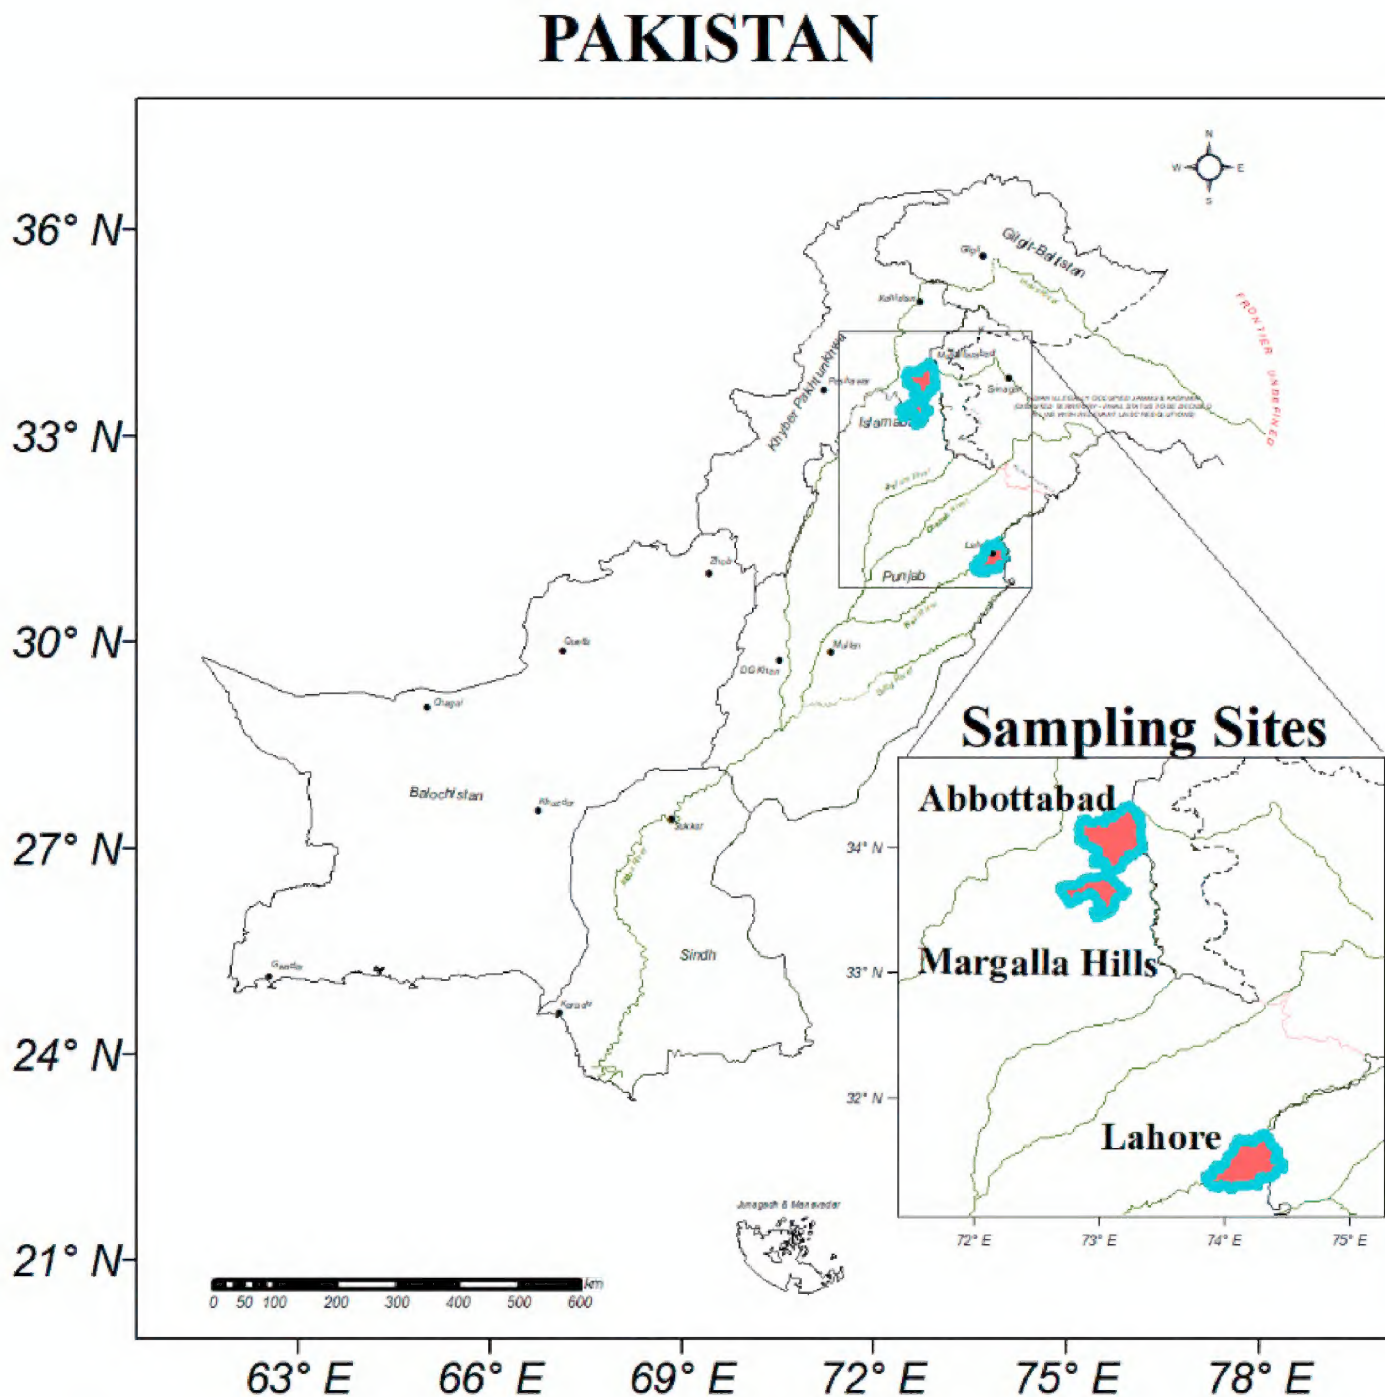 PAKISTAN
N
W
E
S
36° N
33° N
30° N
27° N
24° N
21° N
Gilgit-Baltistan
Gilgit
FRONTIER UNDEFINED
Khyber Pakhtunkhwa
Peshawar
Muzaffarabad
Srinagar
Punjab
Zhob
Quetta
DG Khan
Multan
Chagai
Balochistan
Khuzdar
Sukkur
Sindh
Gwadar
Karachi
Junagadh & Manavadar
Sampling Sites
Abbottabad
Margalla Hills
Lahore
34° N
33° N
32° N
72° E
73° E
74° E
75° E
km
0 50 100 200 300 400 500 600
63° E
66° E
69° E
72° E
75° E
78° E